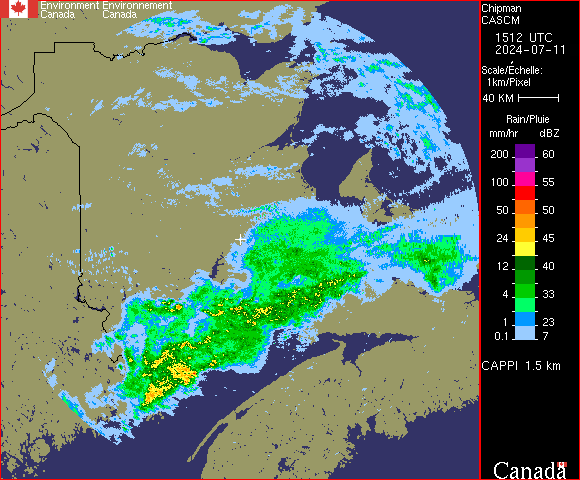 Environment Environnement
Canada Canada
Chipman
CASCM
1512 UTC
2024-07-11
Scale/Échelle:
1km/Pixel
40 KM
Rain/Pluie
mm/hr dBZ
200 60
100 55
50 50
24 45
12 40
4 33
1 23
0.1 7
CAPPI 1.5 km
Canada